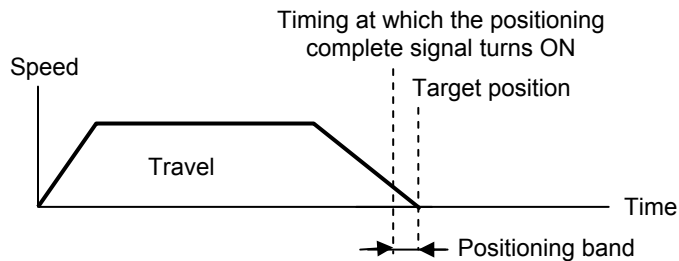 Timing at which the positioning
complete signal turns ON
Speed
Target position
Travel
Time
Positioning band